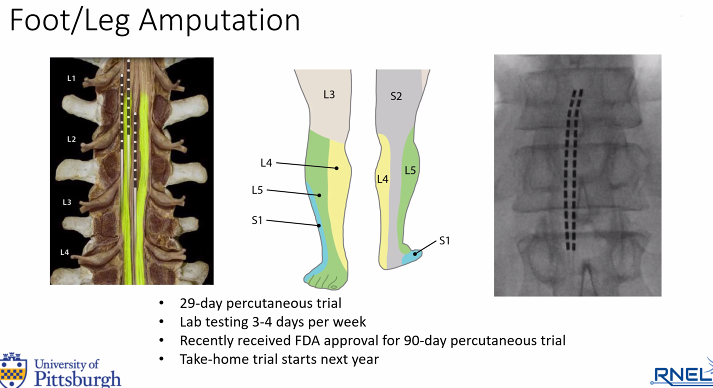 Foot/Leg Amputation
L1
L2
L3
L4
L3
S2
L4
L5
S1
L4
L5
S1
• 29-day percutaneous trial
• Lab testing 3-4 days per week
• Recently received FDA approval for 90-day percutaneous trial
• Take-home trial starts next year
University of
Pittsburgh
RNEL